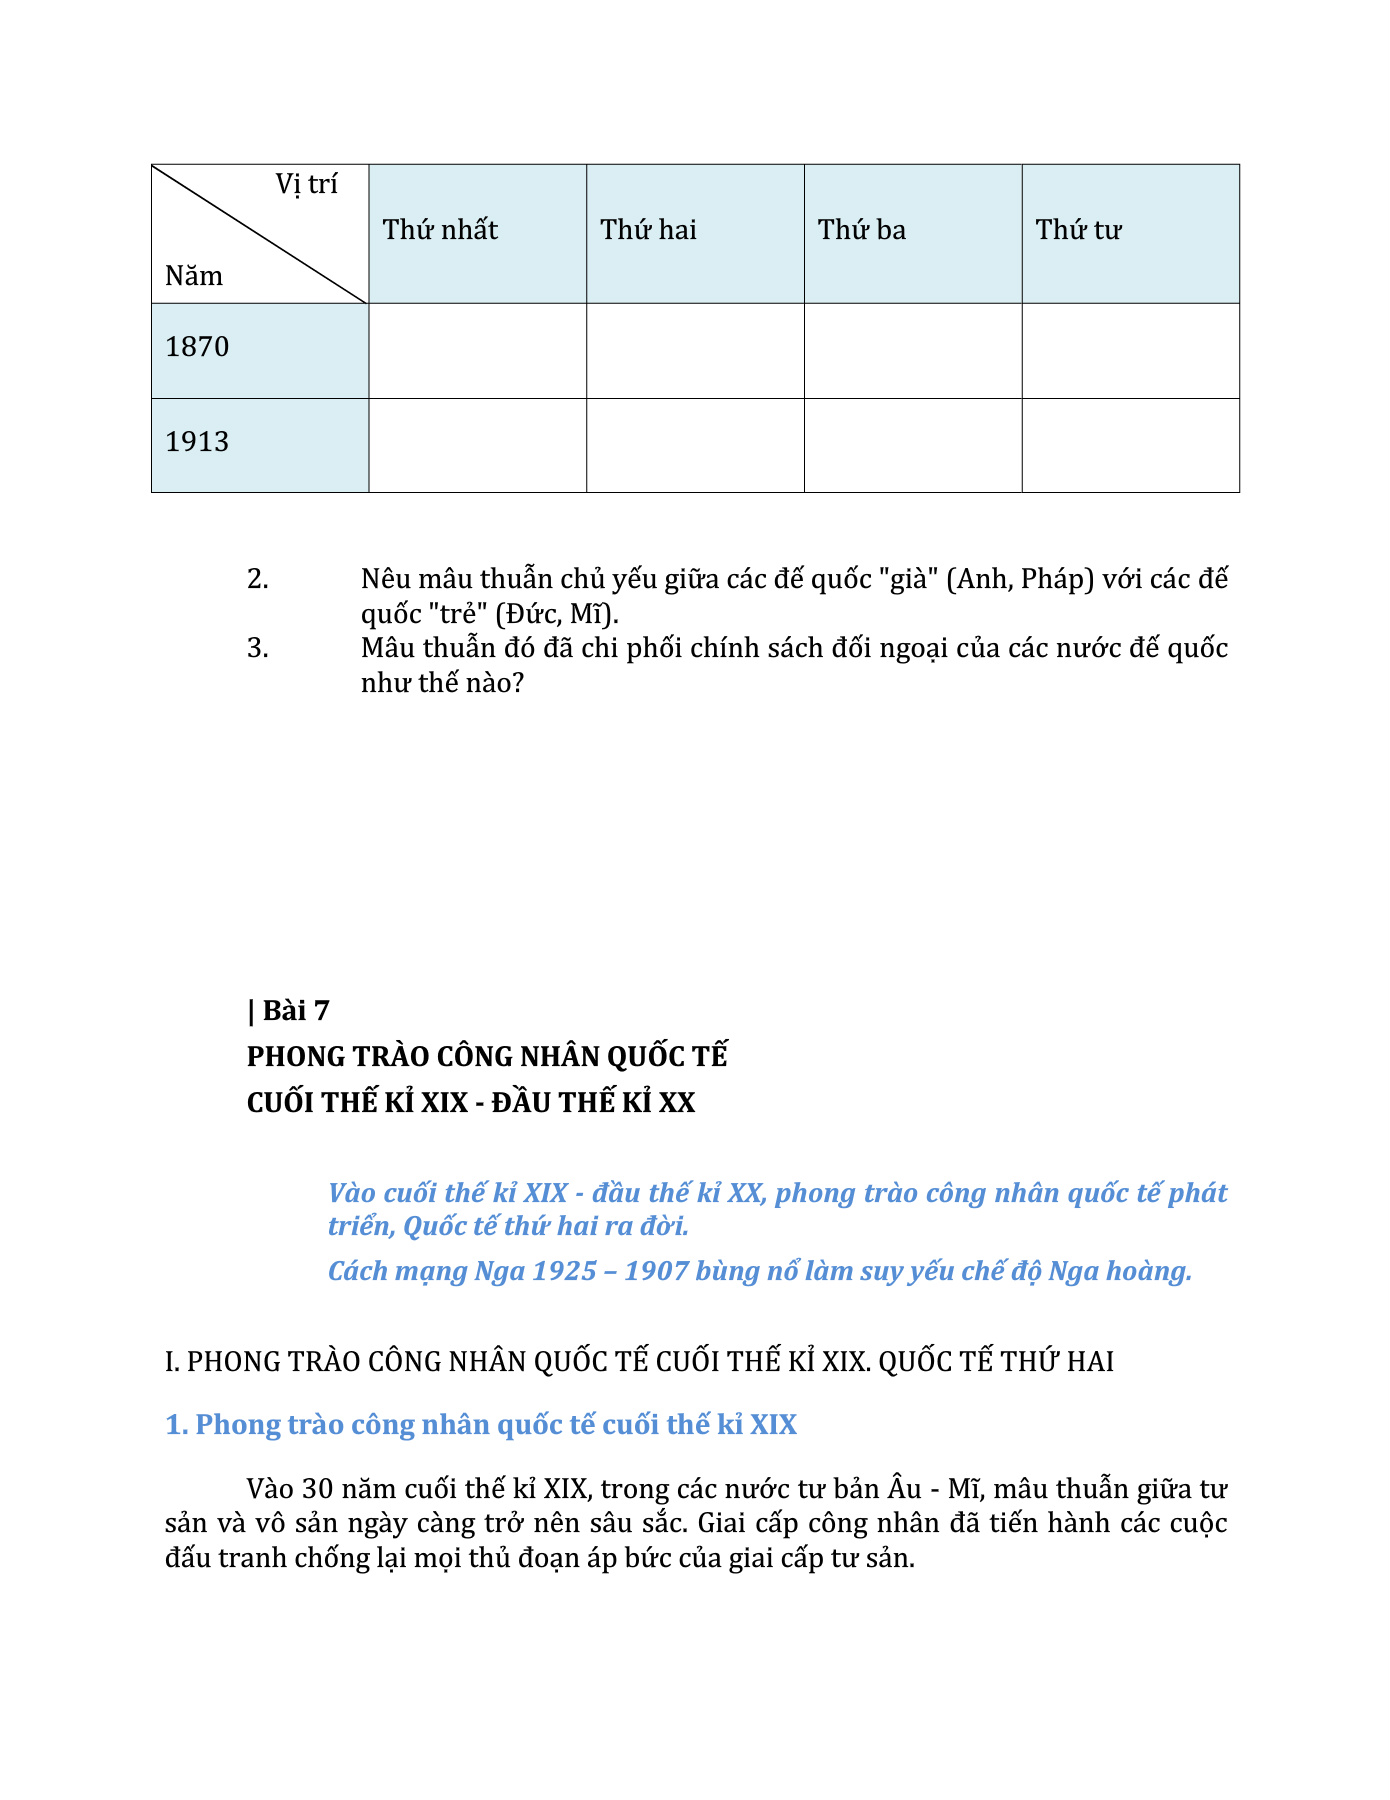 Vị trí
Năm
Thứ nhất
Thứ hai
Thứ ba
Thứ tư
1870
1913
2. Nêu mâu thuẫn chủ yếu giữa các đế quốc "già" (Anh, Pháp) với các đế
quốc "trẻ" (Đức, Mĩ).
3. Mâu thuẫn đó đã chi phối chính sách đối ngoại của các nước đế quốc
như thế nào?
| Bài 7
PHONG TRÀO CÔNG NHÂN QUỐC TẾ
CUỐI THẾ KỈ XIX - ĐẦU THẾ KỈ XX
Vào cuối thế kỉ XIX - đầu thế kỉ XX, phong trào công nhân quốc tế phát
triển, Quốc tế thứ hai ra đời.
Cách mạng Nga 1925 – 1907 bùng nổ làm suy yếu chế độ Nga hoàng.
I. PHONG TRÀO CÔNG NHÂN QUỐC TẾ CUỐI THẾ KỈ XIX. QUỐC TẾ THỨ HAI
1. Phong trào công nhân quốc tế cuối thế kỉ XIX
Vào 30 năm cuối thế kỉ XIX, trong các nước tư bản Âu - Mĩ, mâu thuẫn giữa tư
sản và vô sản ngày càng trở nên sâu sắc. Giai cấp công nhân đã tiến hành các cuộc
đấu tranh chống lại mọi thủ đoạn áp bức của giai cấp tư sản.